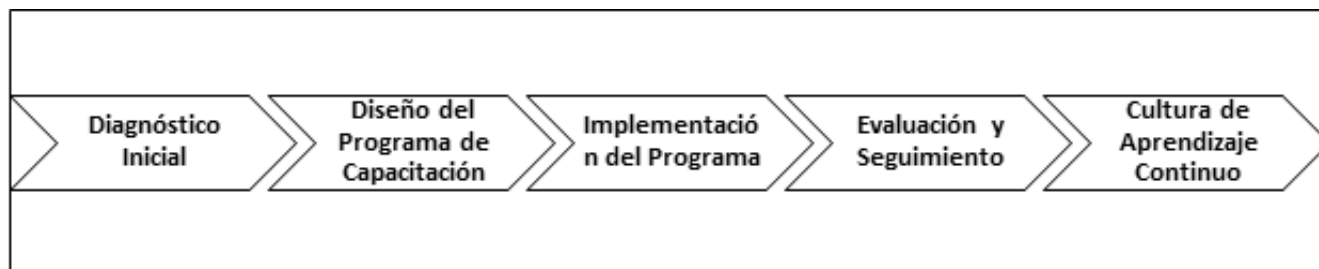 Diagnóstico
Inicial
Diseño del
Programa de
Capacitación
Implementació
n del Programa
Evaluación y
Seguimiento
Cultura de
Aprendizaje
Continuo